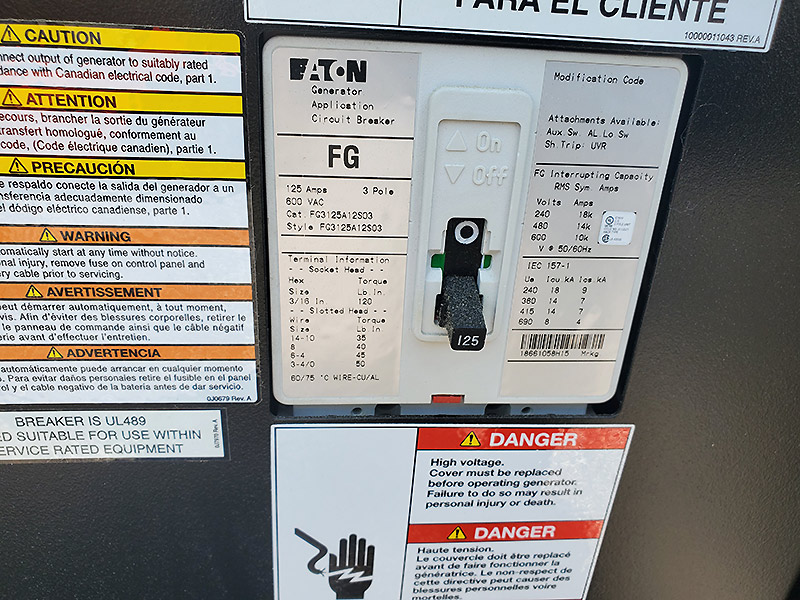 PARA EL CLIENTE
10000011043 REV.A
CAUTION
nnect output of generator to suitably rated
dance with Canadian electrical code, part 1.
ATTENTION
ecours, brancher la sortie du générateur
transfert homologué, conformement au
code, (Code électrique canadien), partie 1.
PRECAUCIÓN
e respaldo conecte la salida del generador a un
nsferencia adecuadamente dimensionado
el dódigo eléctrico canadiense, parte 1.
WARNING
omatically start at any time without notice.
onal injury, remove fuse on control panel and
ry cable prior to servicing.
AVERTISSEMENT
peut démarrer automatiquement, à tout moment,
vis. Afin d'éviter des blessures corporelles, retirer le
le panneau de commande ainsi que le câble négatif
rie avant d'effectuer l'entretien.
ADVERTENCIA
automáticamente puede arrancar en cualquier momento
Para evitar daños personales retire el fusible en el panel
ol y el cable negativo de la batería antes de dar servicio.
0J0679 Rev. A
BREAKER IS UL489
D SUITABLE FOR USE WITHIN
ERVICE RATED EQUIPMENT
EATON
Generator
Application
Circuit Breaker
FG
125 Amps 3 Pole
600 VAC
Cat. FG3125A12S03
Style FG3125A12S03
Terminal Information
- - Socket Head - -
Hex Torque
Size Lb. In.
3/16 In 120
- - Slotted Head - -
Wire Torque
Size Lb. In.
14-10 35
8 40
6-4 45
3-4/0 50
60/75 °C WIRE-CU/AL
On
Off
125
Modification Code
Attachments Available:
Aux Sw. AL Lo Sw
Sh. Trip: UVR
FG Interrupting Capacity
RMS Sym. Amps
Volts Amps
240 18k
480 14k
600 10k
V @ 50/60Hz
IEC 157-1
Ue Icu kA Ics kA
240 18 9
380 14 7
415 14 7
690 8 4
18661058H15 Mrkg
DANGER
High voltage.
Cover must be replaced
before operating generator.
Failure to do so may result in
personal injury or death.
DANGER
Haute tension.
Le couvercle doit être replacé
avant de faire fonctionner la
génératrice. Le non-respect de
cette directive peut causer des
blessures personnelles voire
mortelles.